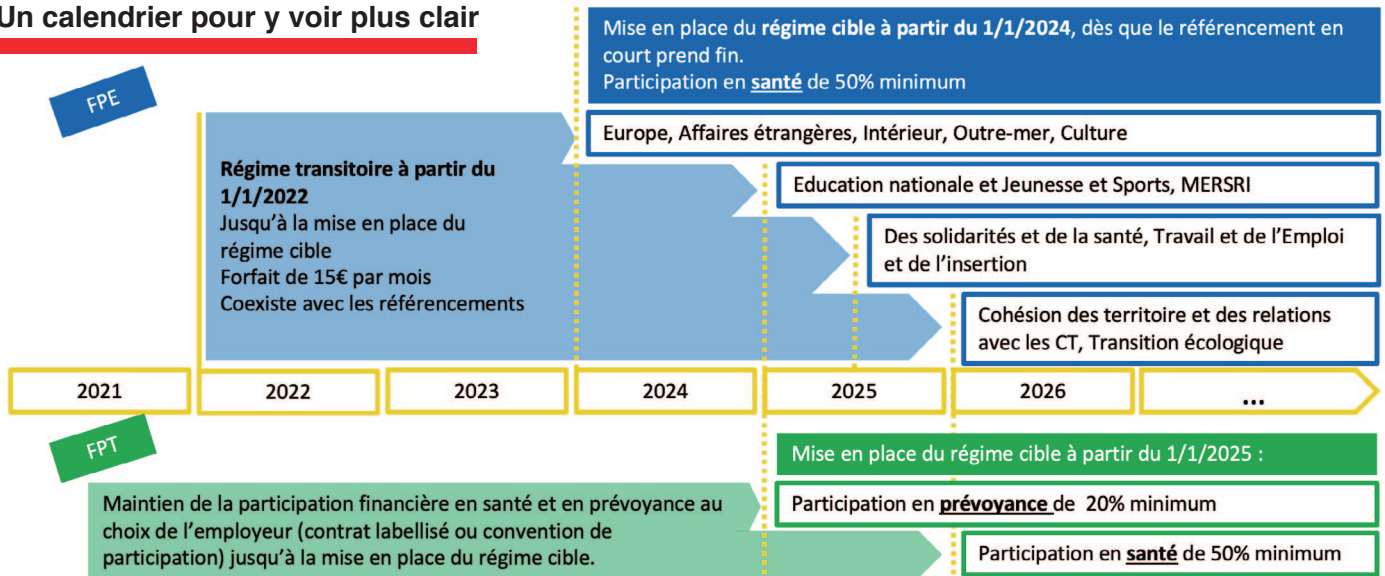 Un calendrier pour y voir plus clair
Mise en place du régime cible à partir du 1/1/2024, dès que le référencement en
court prend fin.
Participation en santé de 50% minimum
FPE
Europe, Affaires étrangères, Intérieur, Outre-mer, Culture
Régime transitoire à partir du
1/1/2022
Jusqu'à la mise en place du
régime cible
Forfait de 15€ par mois
Coexiste avec les référencements
Education nationale et Jeunesse et Sports, MERSRI
Des solidarités et de la santé, Travail et de l'Emploi
et de l'insertion
Cohésion des territoire et des relations
avec les CT, Transition écologique
2021 2022 2023 2024 2025 2026 ...
FPT
Mise en place du régime cible à partir du 1/1/2025 :
Maintien de la participation financière en santé et en prévoyance au
choix de l'employeur (contrat labellisé ou convention de
participation) jusqu'à la mise en place du régime cible.
Participation en prévoyance de 20% minimum
Participation en santé de 50% minimum